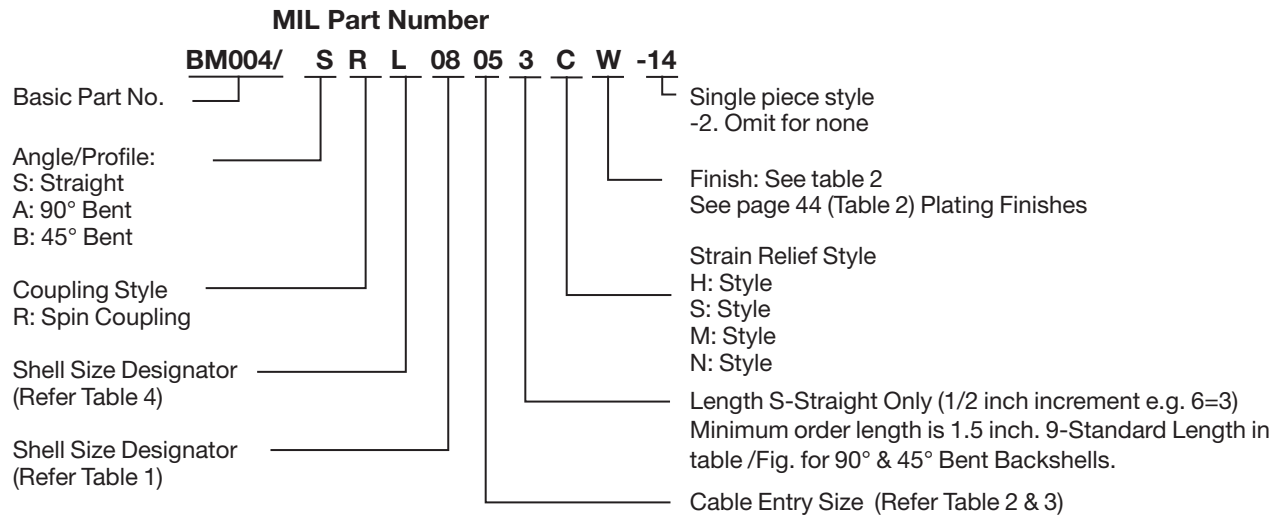 MIL Part Number
BM004/ S R L 08 05 3 C W -14
Basic Part No.
Angle/Profile:
S: Straight
A: 90° Bent
B: 45° Bent
Coupling Style
R: Spin Coupling
Shell Size Designator
(Refer Table 4)
Shell Size Designator
(Refer Table 1)
Single piece style
-2. Omit for none
Finish: See table 2
See page 44 (Table 2) Plating Finishes
Strain Relief Style
H: Style
S: Style
M: Style
N: Style
Length S-Straight Only (1/2 inch increment e.g. 6=3)
Minimum order length is 1.5 inch. 9-Standard Length in
table /Fig. for 90° & 45° Bent Backshells.
Cable Entry Size (Refer Table 2 & 3)